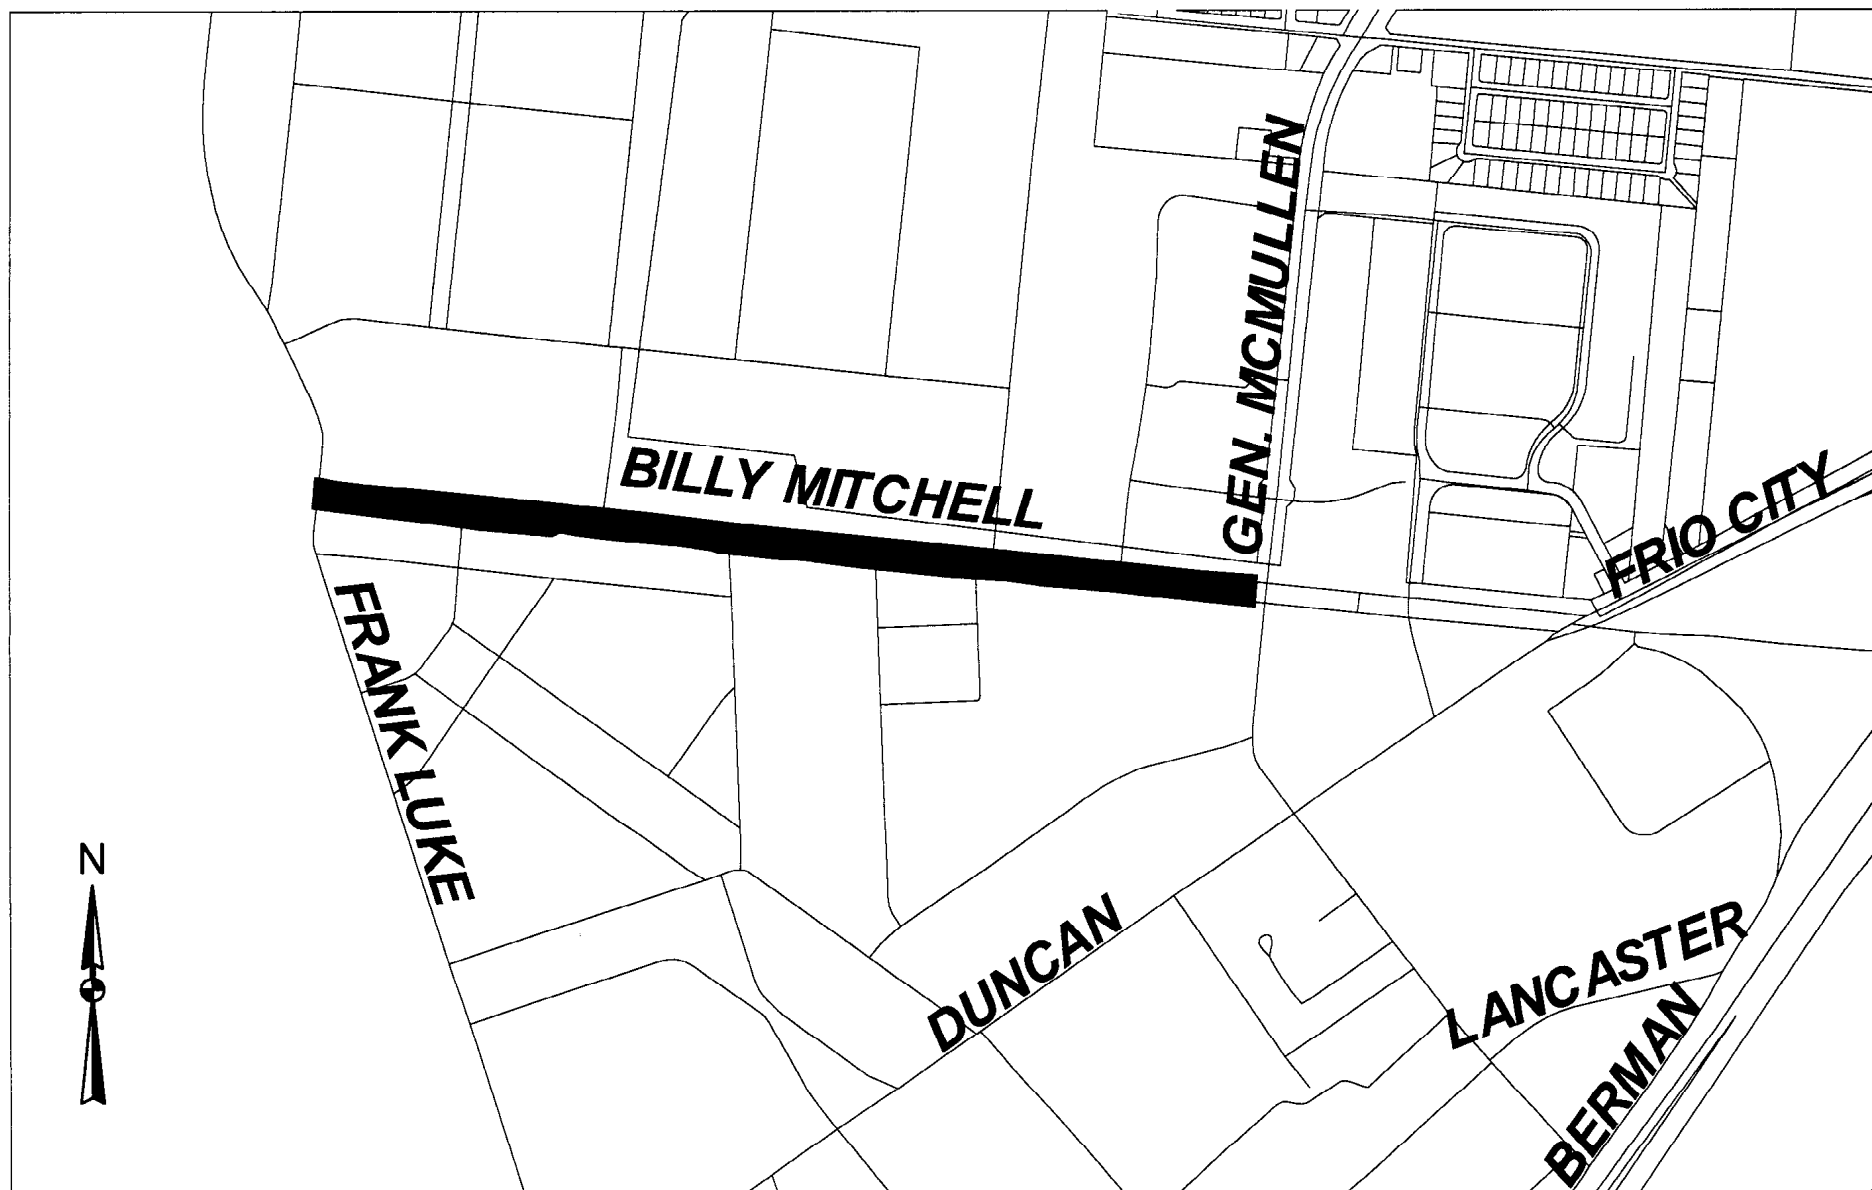 GEN. MCMULLEN
BILLY MITCHELL
FRIO CITY
FRANK LUKE
N
DUNCAN
LANCASTER
BERMAN